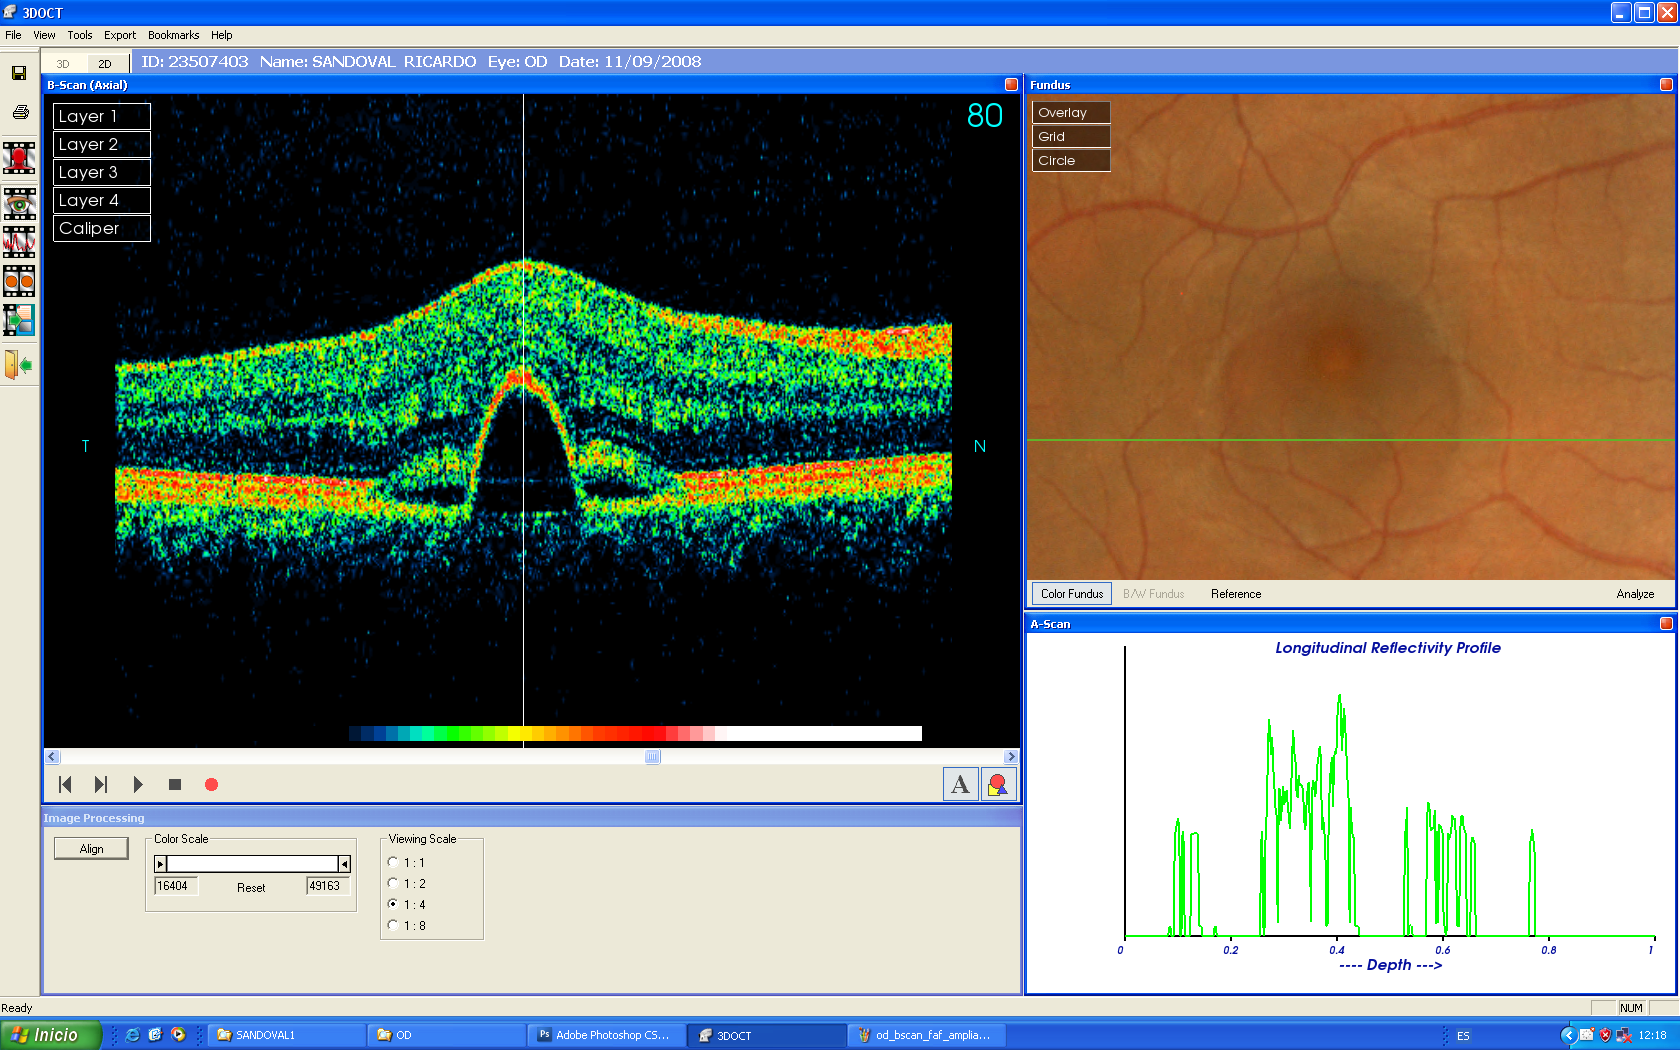 3DOCT
File View Tools Export Bookmarks Help
3D 2D ID: 23507403 Name: SANDOVAL RICARDO Eye: OD Date: 11/09/2008
B-Scan (Axial)
Layer 1
Layer 2
Layer 3
Layer 4
Caliper
80
T
N
A
Fundus
Overlay
Grid
Circle
Color Fundus B/W Fundus Reference Analyze
A-Scan
Longitudinal Reflectivity Profile
0 0.2 0.4 0.6 0.8 1
---- Depth --->
Image Processing
Align
Color Scale
16404 Reset 49163
Viewing Scale
1 : 1
1 : 2
1 : 4
1 : 8
Ready
NUM
Inicio SANDOVAL1 OD Ps Adobe Photoshop CS... 3DOCT od_bscan_faf_amplia... ES 12:18